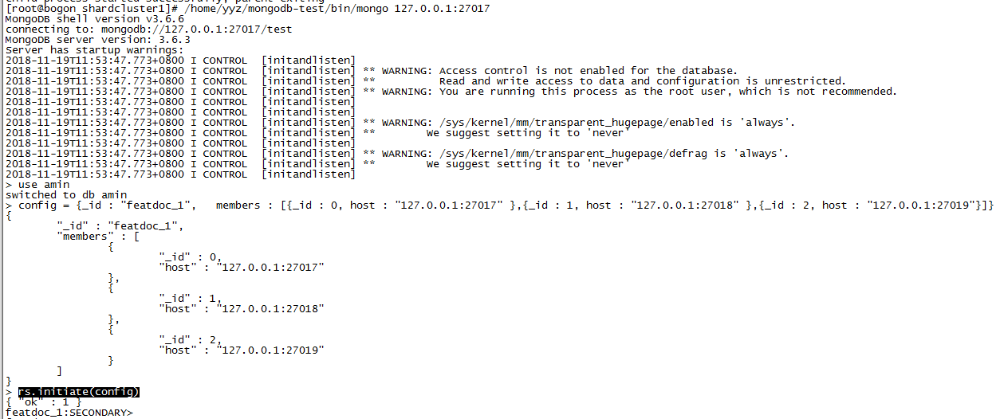 child process started successfully, parent exiting
[root@bogon shardcluster1]# /home/yyz/mongodb-test/bin/mongo 127.0.0.1:27017
MongoDB shell version v3.6.6
connecting to: mongodb://127.0.0.1:27017/test
MongoDB server version: 3.6.3
Server has startup warnings:
2018-11-19T11:53:47.773+0800 I CONTROL  [initandlisten]
2018-11-19T11:53:47.773+0800 I CONTROL  [initandlisten] ** WARNING: Access control is not enabled for the database.
2018-11-19T11:53:47.773+0800 I CONTROL  [initandlisten] **          Read and write access to data and configuration is unrestricted.
2018-11-19T11:53:47.773+0800 I CONTROL  [initandlisten] ** WARNING: You are running this process as the root user, which is not recommended.
2018-11-19T11:53:47.773+0800 I CONTROL  [initandlisten]
2018-11-19T11:53:47.773+0800 I CONTROL  [initandlisten]
2018-11-19T11:53:47.773+0800 I CONTROL  [initandlisten] ** WARNING: /sys/kernel/mm/transparent_hugepage/enabled is 'always'.
2018-11-19T11:53:47.773+0800 I CONTROL  [initandlisten] **        We suggest setting it to 'never'
2018-11-19T11:53:47.773+0800 I CONTROL  [initandlisten]
2018-11-19T11:53:47.773+0800 I CONTROL  [initandlisten] ** WARNING: /sys/kernel/mm/transparent_hugepage/defrag is 'always'.
2018-11-19T11:53:47.773+0800 I CONTROL  [initandlisten] **        We suggest setting it to 'never'
2018-11-19T11:53:47.773+0800 I CONTROL  [initandlisten]
> use amin
switched to db amin
> config = {_id : "featdoc_1",   members : [{_id : 0, host : "127.0.0.1:27017" },{_id : 1, host : "127.0.0.1:27018" },{_id : 2, host : "127.0.0.1:27019"}]}
{
        "_id" : "featdoc_1",
        "members" : [
                {
                        "_id" : 0,
                        "host" : "127.0.0.1:27017"
                },
                {
                        "_id" : 1,
                        "host" : "127.0.0.1:27018"
                },
                {
                        "_id" : 2,
                        "host" : "127.0.0.1:27019"
                }
        ]
}
> rs.initiate(config)
{ "ok" : 1 }
featdoc_1:SECONDARY>